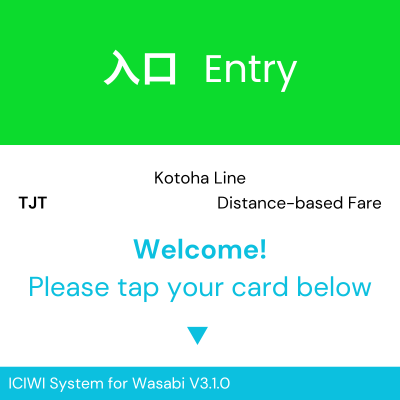 入口 Entry
Kotoha Line
TJT Distance-based Fare
Welcome!
Please tap your card below
ICIWI System for Wasabi V3.1.0